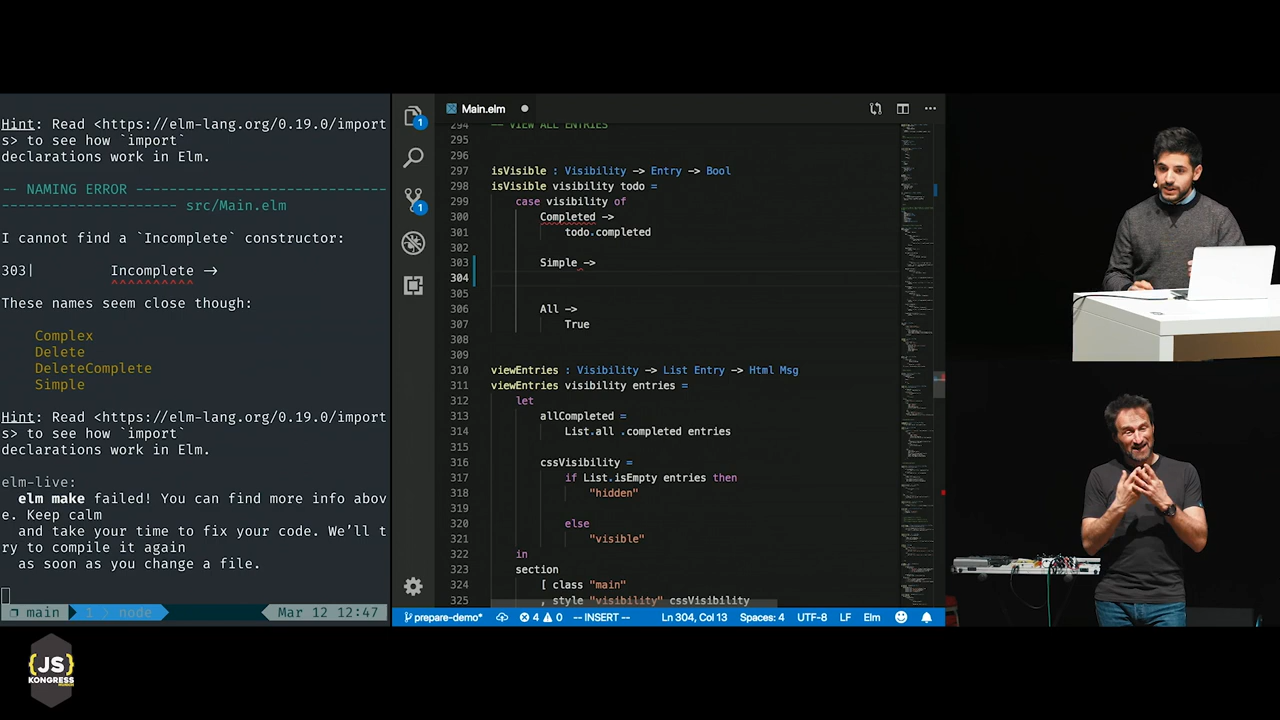 Hint: Read <https://elm-lang.org/0.19.0/import
s> to see how `import`
declarations work in Elm.
-- NAMING ERROR ----------------------------
-------------------- src/Main.elm
I cannot find a `Incomplete` constructor:
303| Incomplete ->
^^^^^^^^^^
These names seem close though:
Complex
Delete
DeleteComplete
Simple
Hint: Read <https://elm-lang.org/0.19.0/import
s> to see how `import`
declarations work in Elm.
elm-live:
elm make failed! You can find more info abov
e. Keep calm
and take your time to fix your code. We'll t
ry to compile it again
as soon as you change a file.
main 1 node Mar 12 12:47
Main.elm
1
1
294 -- VIEW ALL ENTRIES
295
296
297 isVisible : Visibility -> Entry -> Bool
298 isVisible visibility todo =
299 case visibility of
300 Completed ->
301 todo.completed
302
303 Simple ->
304
305
306 All ->
307 True
308
309
310 viewEntries : Visibility -> List Entry -> Html Msg
311 viewEntries visibility entries =
312 let
313 allCompleted =
314 List.all .completed entries
315
316 cssVisibility =
317 if List.isEmpty entries then
318 "hidden"
319
320 else
321 "visible"
322 in
323 section
324 [ class "main"
325 , style "visibility" cssVisibility
prepare-demo* 4 0 -- INSERT -- Ln 304, Col 13 Spaces: 4 UTF-8 LF Elm
{JS}
KONGRESS